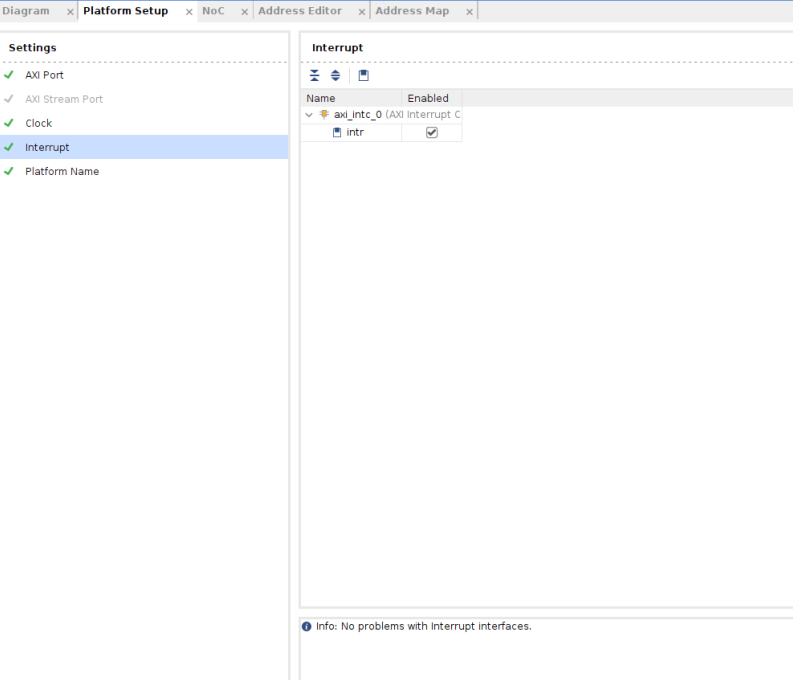 Diagram
Platform Setup
NoC
Address Editor
Address Map
Settings
AXI Port
AXI Stream Port
Clock
Interrupt
Platform Name
Interrupt
Name Enabled
axi_intc_0 (AXI Interrupt C
intr
Info: No problems with Interrupt interfaces.